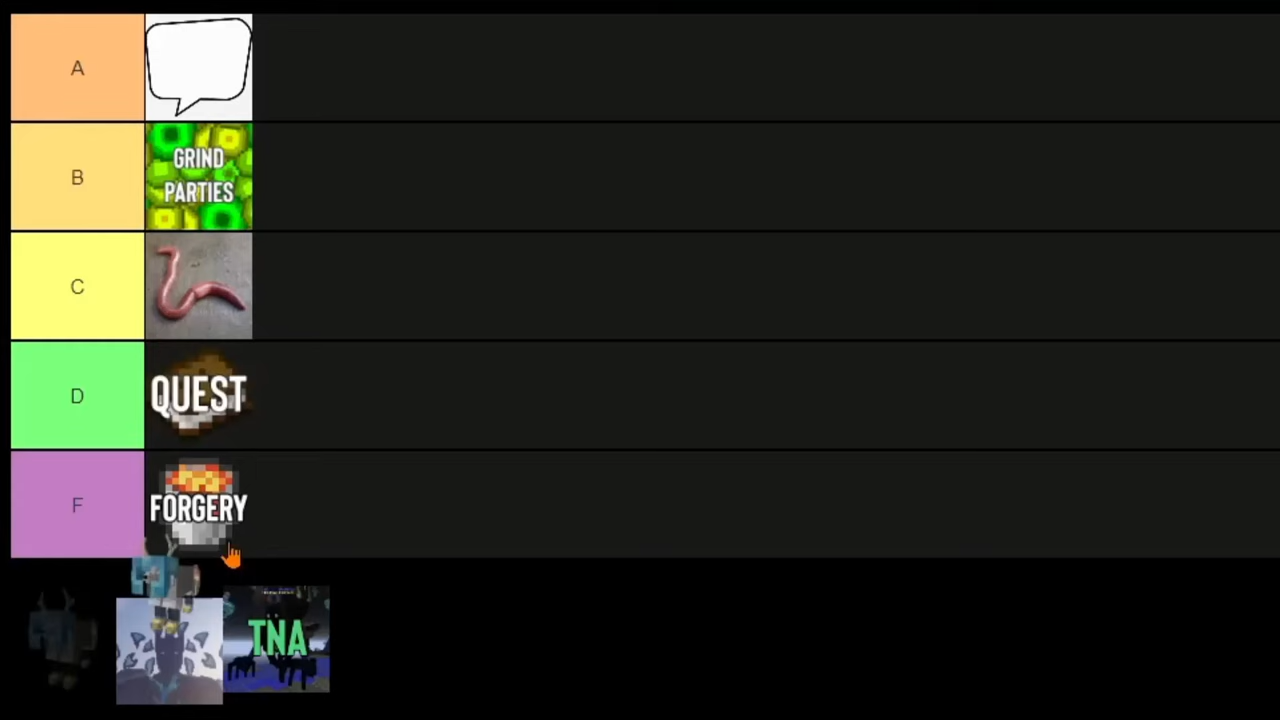 A
B
GRIND
PARTIES
C
D
QUEST
F
FORGERY
TNA